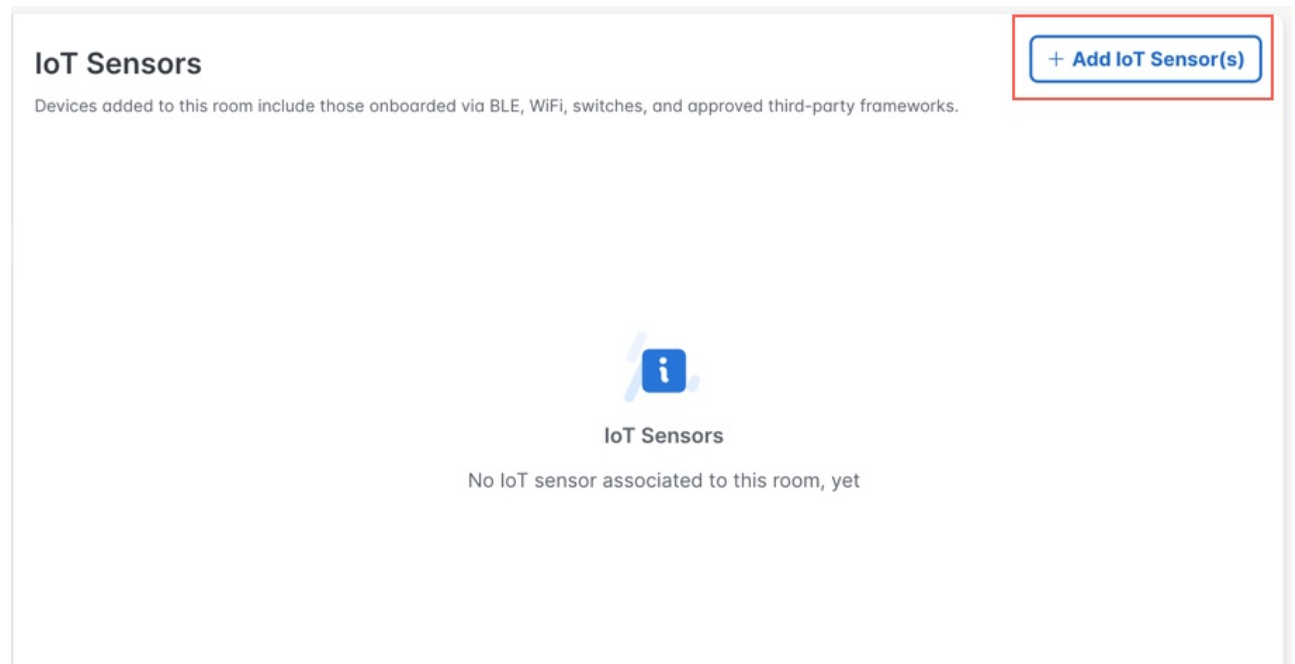 IoT Sensors
+ Add IoT Sensor(s)
Devices added to this room include those onboarded via BLE, WiFi, switches, and approved third-party frameworks.
IoT Sensors
No IoT sensor associated to this room, yet